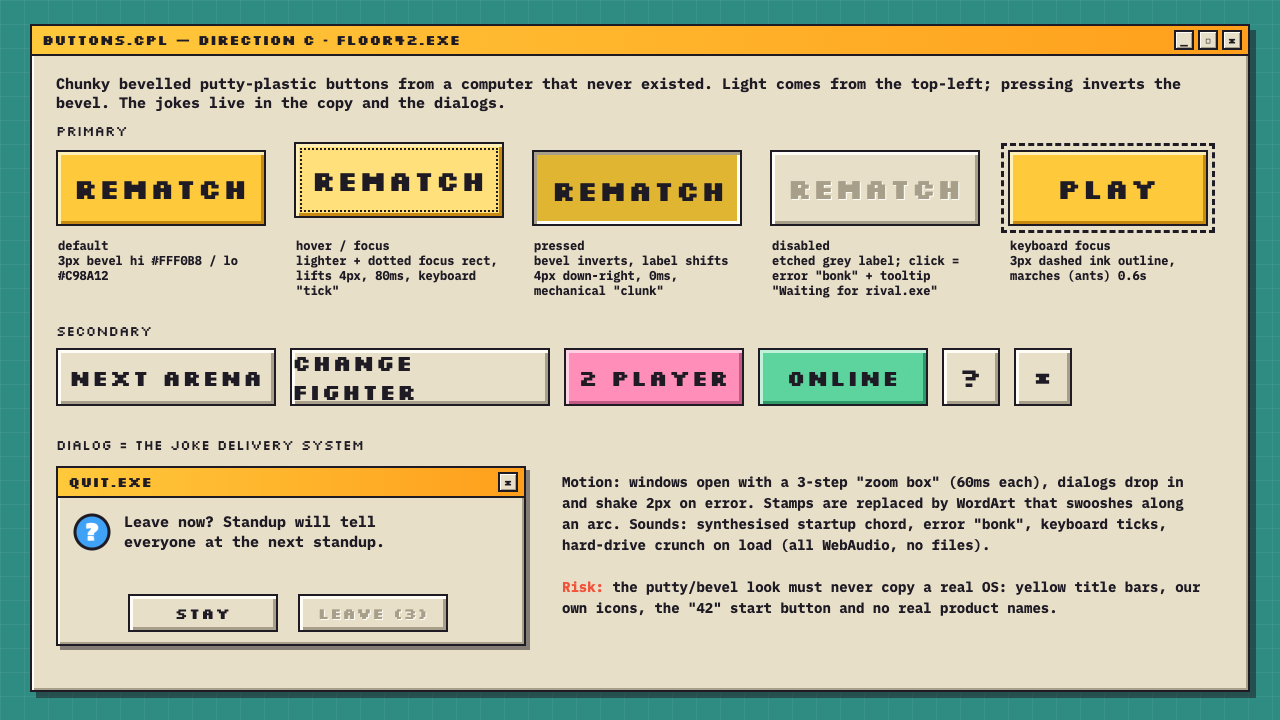 BUTTONS.CPL — DIRECTION C · FLOOR42.EXE
Chunky bevelled putty-plastic buttons from a computer that never existed. Light comes from the top-left; pressing inverts the
bevel. The jokes live in the copy and the dialogs.
PRIMARY
REMATCH
REMATCH
REMATCH
REMATCH
PLAY
default
3px bevel hi #FFF0B8 / lo
#C98A12
hover / focus
lighter + dotted focus rect,
lifts 4px, 80ms, keyboard
"tick"
pressed
bevel inverts, label shifts
4px down-right, 0ms,
mechanical "clunk"
disabled
etched grey label; click =
error "bonk" + tooltip
"Waiting for rival.exe"
keyboard focus
3px dashed ink outline,
marches (ants) 0.6s
SECONDARY
NEXT ARENA
CHANGE
FIGHTER
2 PLAYER
ONLINE
?
x
DIALOG = THE JOKE DELIVERY SYSTEM
QUIT.EXE
x
?
Leave now? Standup will tell
everyone at the next standup.
STAY
LEAVE (3)
Motion: windows open with a 3-step "zoom box" (60ms each), dialogs drop in
and shake 2px on error. Stamps are replaced by WordArt that swooshes along
an arc. Sounds: synthesised startup chord, error "bonk", keyboard ticks,
hard-drive crunch on load (all WebAudio, no files).
Risk: the putty/bevel look must never copy a real OS: yellow title bars, our
own icons, the "42" start button and no real product names.